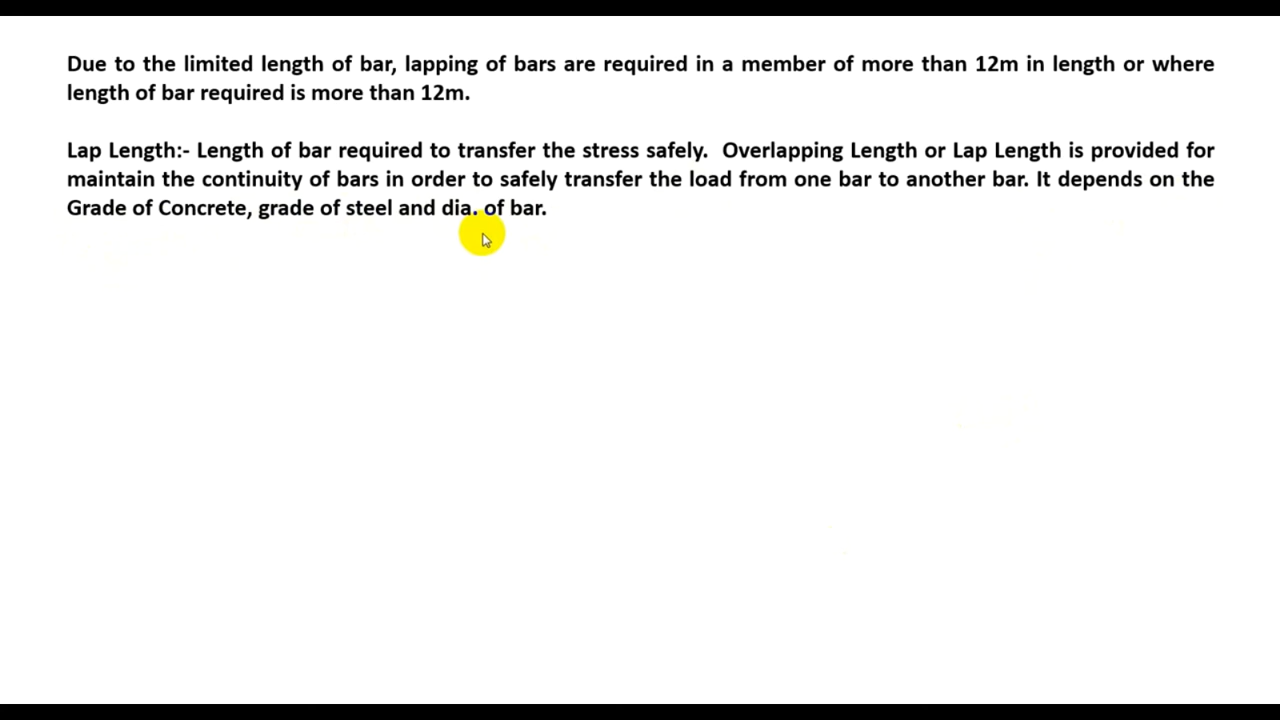 Due to the limited length of bar, lapping of bars are required in a member of more than 12m in length or where
length of bar required is more than 12m.
Lap Length:- Length of bar required to transfer the stress safely. Overlapping Length or Lap Length is provided for
maintain the continuity of bars in order to safely transfer the load from one bar to another bar. It depends on the
Grade of Concrete, grade of steel and dia. of bar.